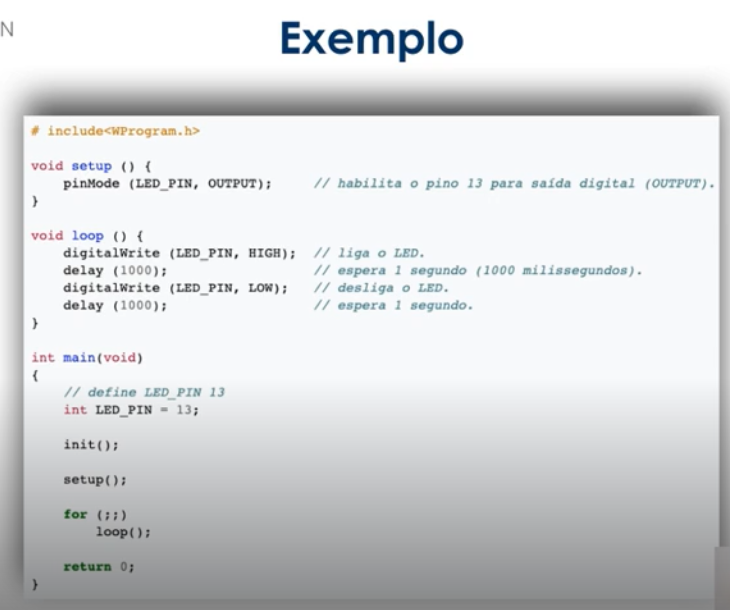 N
Exemplo
# include<WProgram.h>
void setup () {
pinMode (LED_PIN, OUTPUT); // habilita o pino 13 para saída digital (OUTPUT).
}
void loop () {
digitalWrite (LED_PIN, HIGH); // liga o LED.
delay (1000); // espera 1 segundo (1000 milissegundos).
digitalWrite (LED_PIN, LOW); // desliga o LED.
delay (1000); // espera 1 segundo.
}
int main(void)
{
// define LED_PIN 13
int LED_PIN = 13;
init();
setup();
for (;;)
loop();
return 0;
}